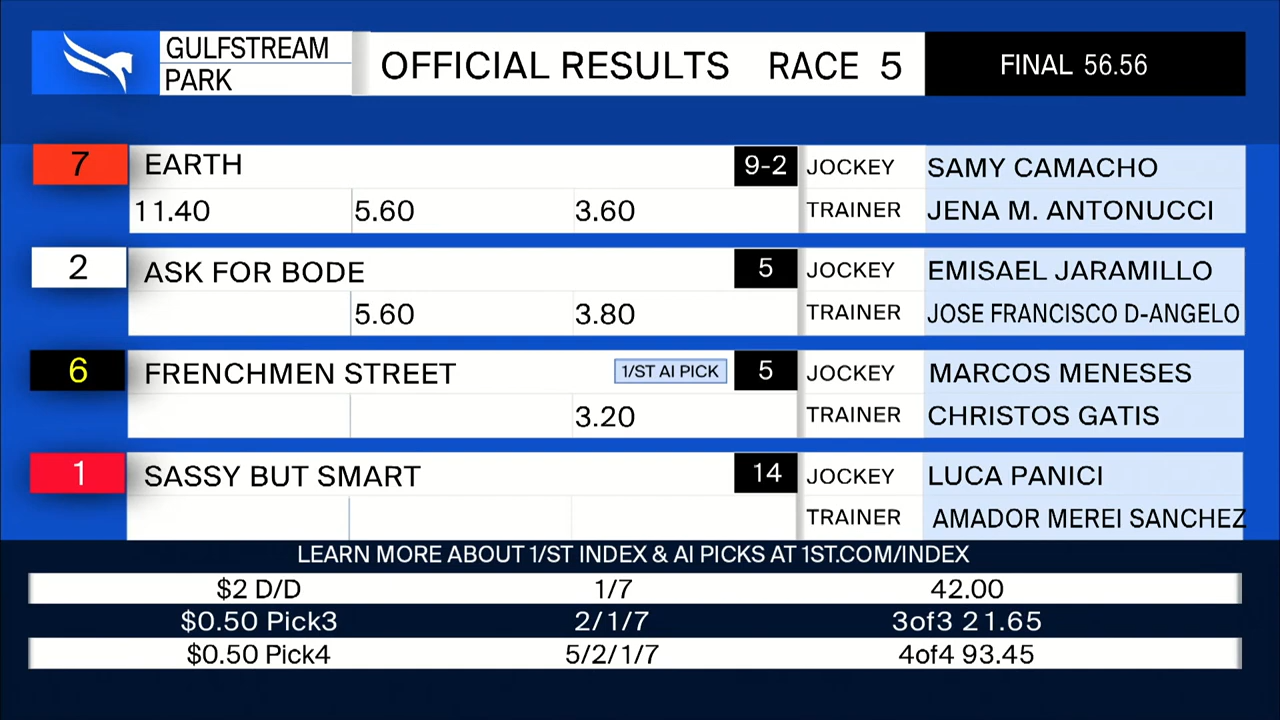 GULFSTREAM PARK
OFFICIAL RESULTS RACE 5
FINAL 56.56
7 EARTH 9-2 JOCKEY SAMY CAMACHO
11.40 5.60 3.60 TRAINER JENA M. ANTONUCCI
2 ASK FOR BODE 5 JOCKEY EMISAEL JARAMILLO
5.60 3.80 TRAINER JOSE FRANCISCO D-ANGELO
6 FRENCHMEN STREET 1/ST AI PICK 5 JOCKEY MARCOS MENESES
3.20 TRAINER CHRISTOS GATIS
1 SASSY BUT SMART 14 JOCKEY LUCA PANICI
TRAINER AMADOR MEREI SANCHEZ
LEARN MORE ABOUT 1/ST INDEX & AI PICKS AT 1ST.COM/INDEX
$2 D/D 1/7 42.00
$0.50 Pick3 2/1/7 3of3 21.65
$0.50 Pick4 5/2/1/7 4of4 93.45